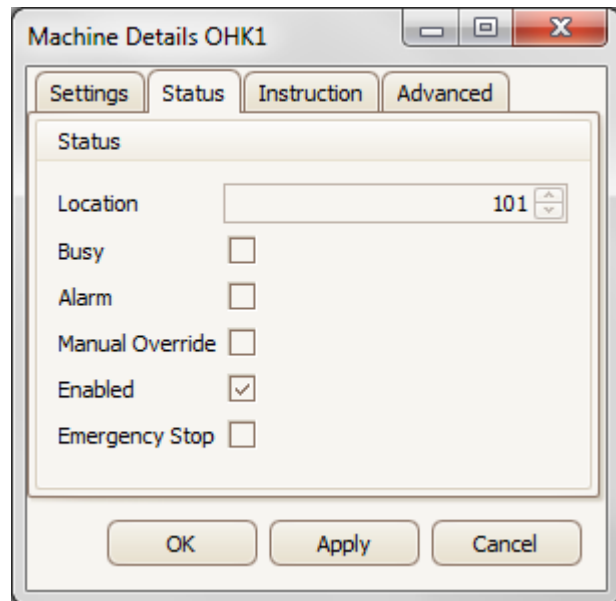 Machine Details OHK1
Settings Status Instruction Advanced
Status
Location 101
Busy
Alarm
Manual Override
Enabled
Emergency Stop
OK Apply Cancel